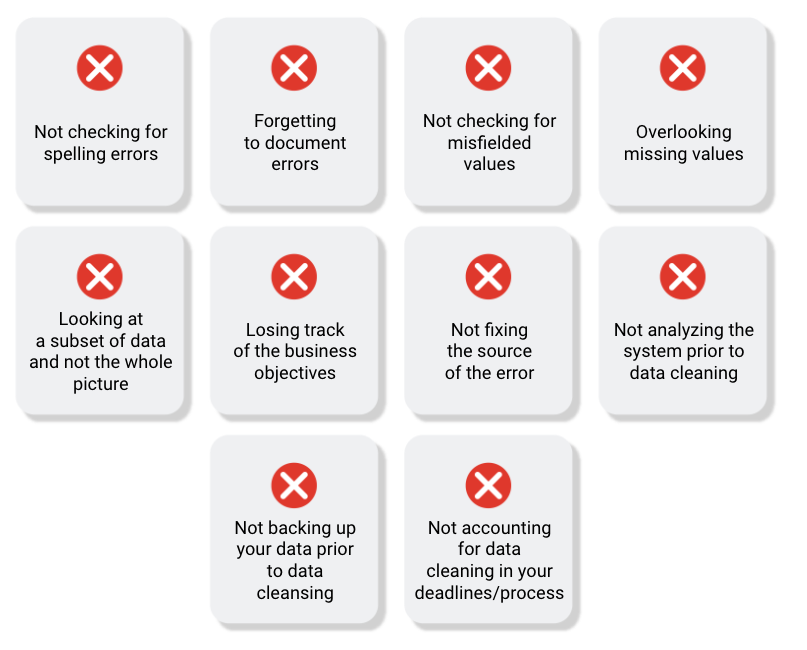 Not checking for
spelling errors
Forgetting
to document
errors
Not checking for
misfielded
values
Overlooking
missing values
Looking at
a subset of data
and not the whole
picture
Losing track
of the business
objectives
Not fixing
the source
of the error
Not analyzing the
system prior to
data cleaning
Not backing up
your data prior
to data
cleansing
Not accounting
for data
cleaning in your
deadlines/process